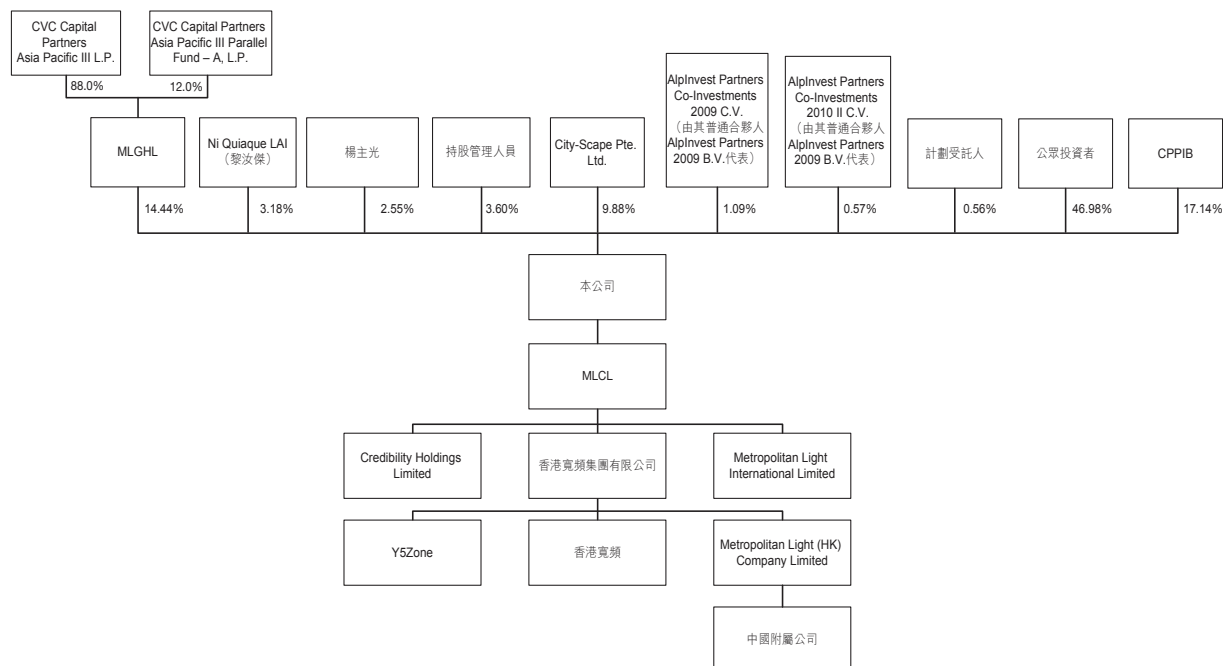 CVC Capital
Partners
Asia Pacific III L.P.
CVC Capital Partners
Asia Pacific III Parallel
Fund – A, L.P.
88.0%
12.0%
MLGHL
Ni Quiaque LAI
（黎汝傑）
楊主光
持股管理人員
City-Scape Pte.
Ltd.
AlpInvest Partners
Co-Investments
2009 C.V.
（由其普通合夥人
AlpInvest Partners
2009 B.V.代表）
AlpInvest Partners
Co-Investments
2010 II C.V.
（由其普通合夥人
AlpInvest Partners
2009 B.V.代表）
計劃受託人
公眾投資者
CPPIB
14.44%
3.18%
2.55%
3.60%
9.88%
1.09%
0.57%
0.56%
46.98%
17.14%
本公司
MLCL
Credibility Holdings
Limited
香港寬頻集團有限公司
Metropolitan Light
International Limited
Y5Zone
香港寬頻
Metropolitan Light (HK)
Company Limited
中國附屬公司